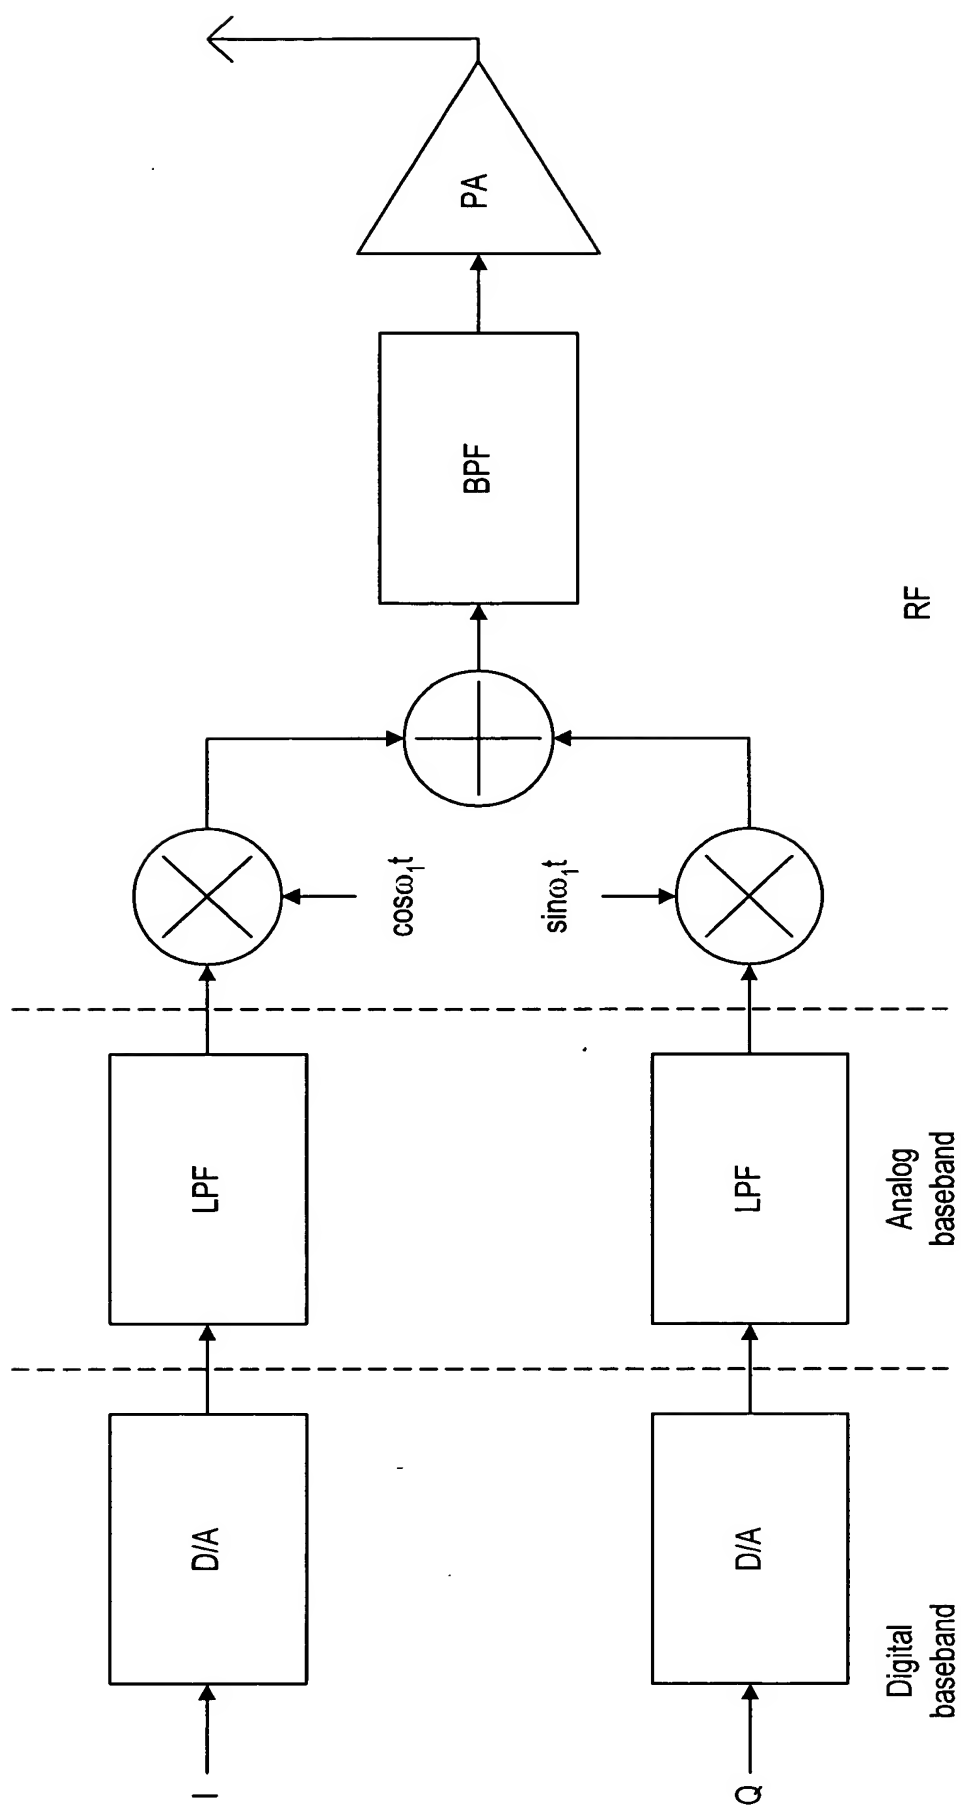 I
D/A
LPF
cosω₁t
BPF
PA
Q
D/A
LPF
sinω₁t
Digital
baseband
Analog
baseband
RF